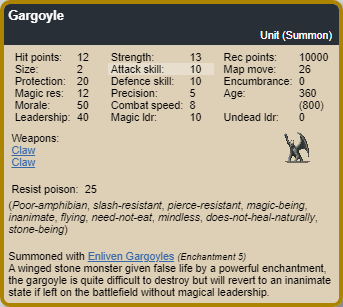 Gargoyle
Unit (Summon)
Hit points: 12 Strength: 13 Rec points: 10000
Size: 2 Attack skill: 10 Map move: 26
Protection: 20 Defence skill: 10 Encumbrance: 0
Magic res: 12 Precision: 5 Age: 360
Morale: 50 Combat speed: 8 (800)
Leadership: 40 Magic ldr: 10 Undead ldr: 0
Weapons:
Claw
Claw
Resist poison: 25
(Poor-amphibian, slash-resistant, pierce-resistant, magic-being,
inanimate, flying, need-not-eat, mindless, does-not-heal-naturally,
stone-being)
Summoned with Enliven Gargoyles (Enchantment 5)
A winged stone monster given false life by a powerful enchantment,
the gargoyle is quite difficult to destroy but will revert to an inanimate
state if left on the battlefield without magical leadership.